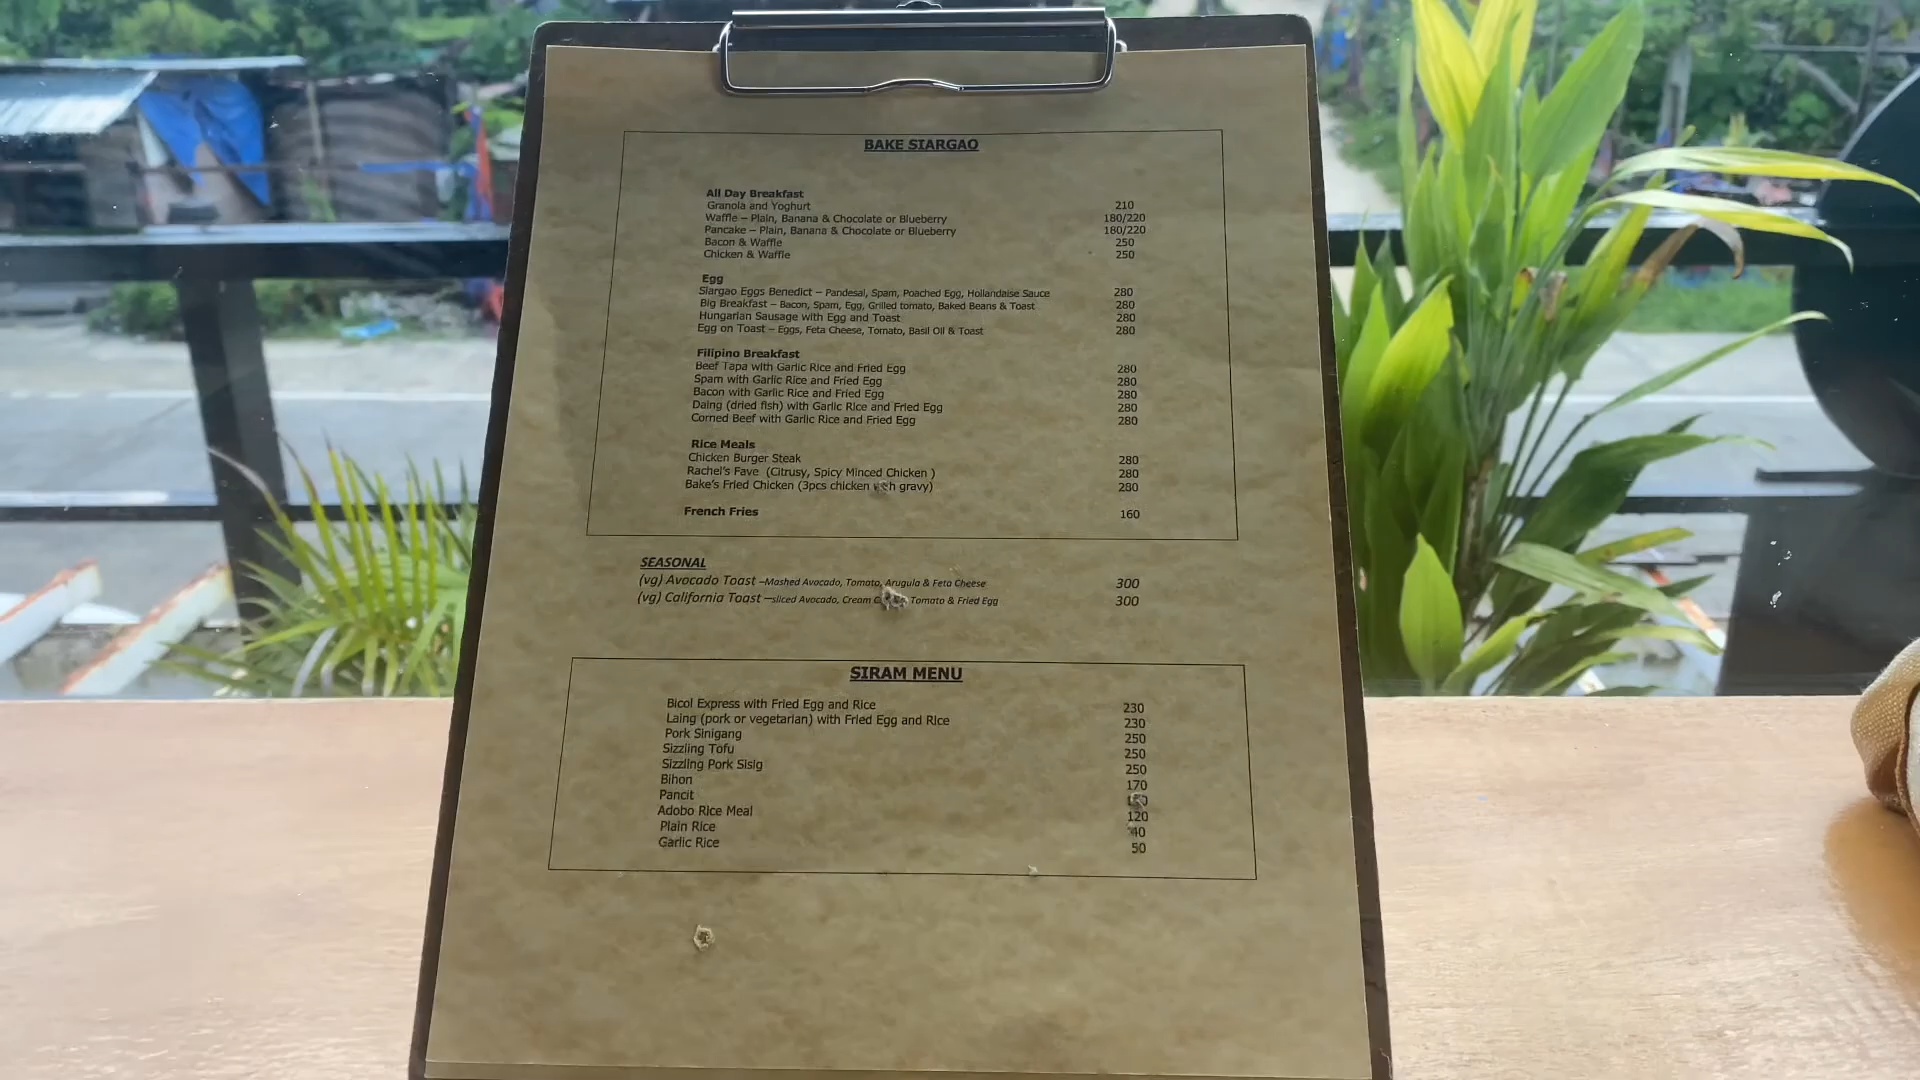 BAKE SIARGAO
All Day Breakfast
Granola and Yoghurt 210
Waffle – Plain, Banana & Chocolate or Blueberry 180/220
Pancake – Plain, Banana & Chocolate or Blueberry 180/220
Bacon & Waffle 250
Chicken & Waffle 250
Egg
Siargao Eggs Benedict – Pandesal, Spam, Poached Egg, Hollandaise Sauce 280
Big Breakfast – Bacon, Spam, Egg, Grilled tomato, Baked Beans & Toast 280
Hungarian Sausage with Egg and Toast 280
Egg on Toast – Eggs, Feta Cheese, Tomato, Basil Oil & Toast 280
Filipino Breakfast
Beef Tapa with Garlic Rice and Fried Egg 280
Spam with Garlic Rice and Fried Egg 280
Bacon with Garlic Rice and Fried Egg 280
Daing (dried fish) with Garlic Rice and Fried Egg 280
Corned Beef with Garlic Rice and Fried Egg 280
Rice Meals
Chicken Burger Steak 280
Rachel's Fave (Citrusy, Spicy Minced Chicken ) 280
Bake's Fried Chicken (3pcs chicken gravy) 280
French Fries 160
SEASONAL
(vg) Avocado Toast –Mashed Avocado, Tomato, Arugula & Feta Cheese 300
(vg) California Toast –sliced Avocado, Cream Tomato & Fried Egg 300
SIRAM MENU
Bicol Express with Fried Egg and Rice 230
Laing (pork or vegetarian) with Fried Egg and Rice 230
Pork Sinigang 250
Sizzling Tofu 250
Sizzling Pork Sisig 250
Bihon 170
Pancit
Adobo Rice Meal 120
Plain Rice 40
Garlic Rice 50